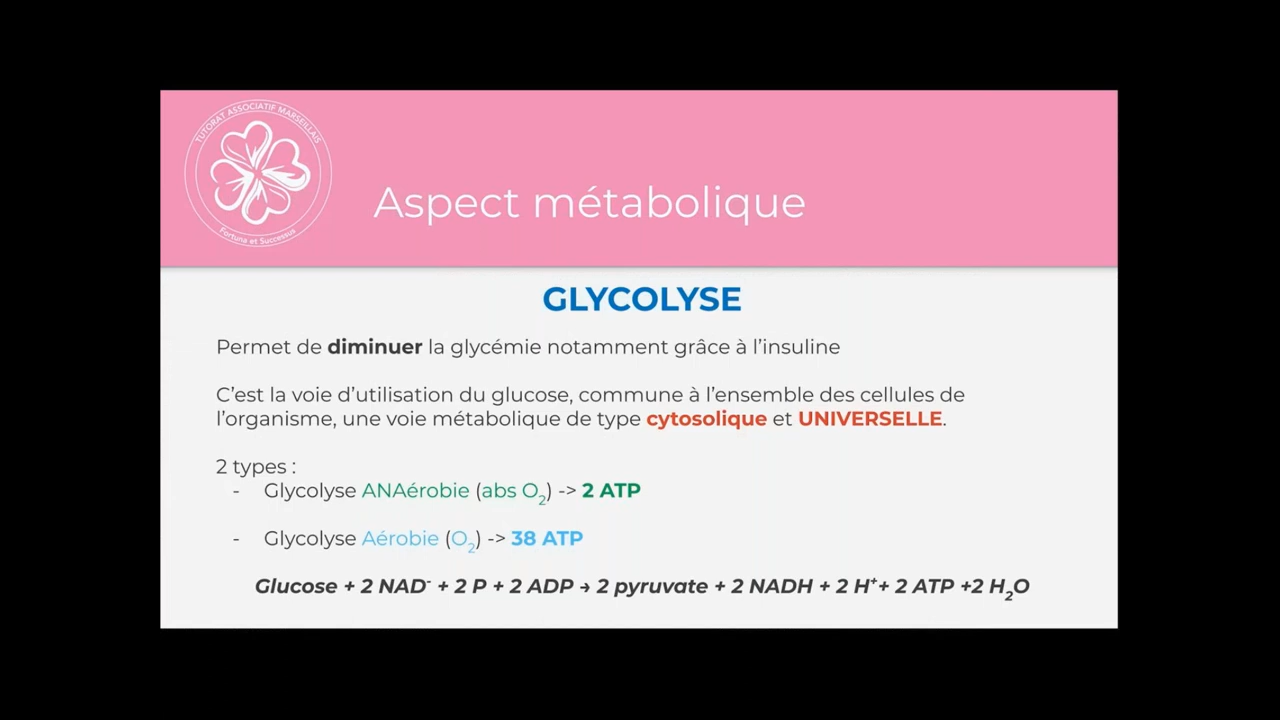 TUTORAT ASSOCIATIF MARSEILLAIS
Fortuna et Successus
Aspect métabolique
GLYCOLYSE
Permet de diminuer la glycémie notamment grâce à l'insuline
C'est la voie d'utilisation du glucose, commune à l'ensemble des cellules de
l'organisme, une voie métabolique de type cytosolique et UNIVERSELLE.
2 types :
- Glycolyse ANAérobie (abs O₂) -> 2 ATP
- Glycolyse Aérobie (O₂) -> 38 ATP
Glucose + 2 NAD⁻ + 2 P + 2 ADP → 2 pyruvate + 2 NADH + 2 H⁺+ 2 ATP +2 H₂O